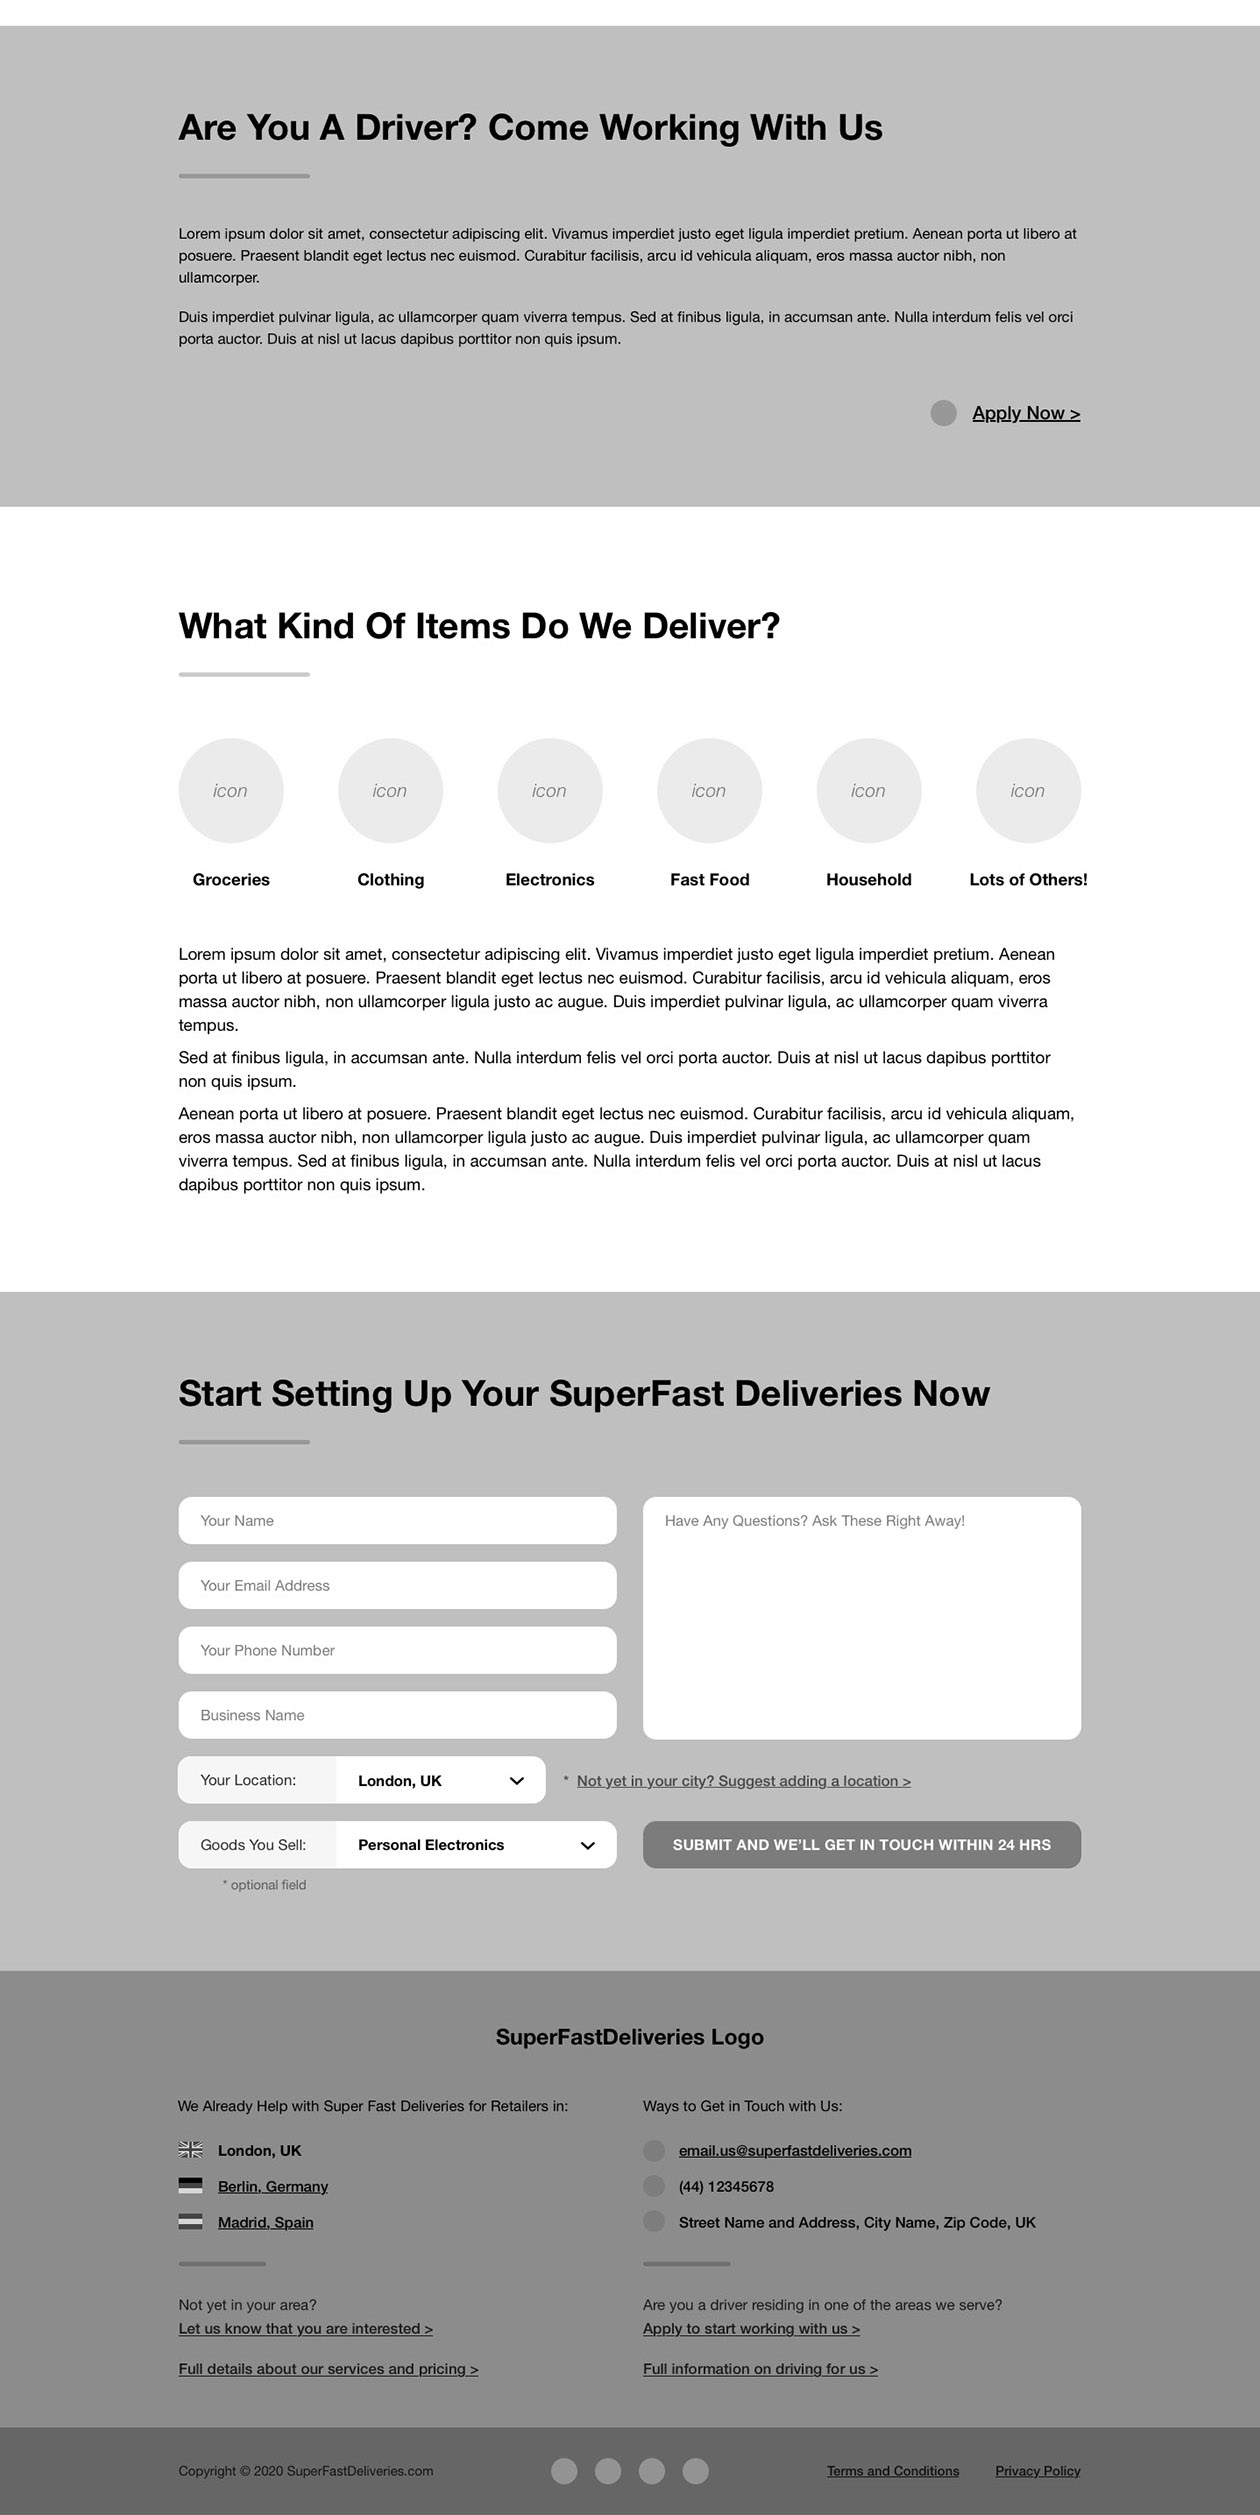 Are You A Driver? Come Working With Us
Lorem ipsum dolor sit amet, consectetur adipiscing elit. Vivamus imperdiet justo eget ligula imperdiet pretium. Aenean porta ut libero at
posuere. Praesent blandit eget lectus nec euismod. Curabitur facilisis, arcu id vehicula aliquam, eros massa auctor nibh, non
ullamcorper.
Duis imperdiet pulvinar ligula, ac ullamcorper quam viverra tempus. Sed at finibus ligula, in accumsan ante. Nulla interdum felis vel orci
porta auctor. Duis at nisl ut lacus dapibus porttitor non quis ipsum.
Apply Now >
What Kind Of Items Do We Deliver?
icon icon icon icon icon icon
Groceries Clothing Electronics Fast Food Household Lots of Others!
Lorem ipsum dolor sit amet, consectetur adipiscing elit. Vivamus imperdiet justo eget ligula imperdiet pretium. Aenean
porta ut libero at posuere. Praesent blandit eget lectus nec euismod. Curabitur facilisis, arcu id vehicula aliquam, eros
massa auctor nibh, non ullamcorper ligula justo ac augue. Duis imperdiet pulvinar ligula, ac ullamcorper quam viverra
tempus.
Sed at finibus ligula, in accumsan ante. Nulla interdum felis vel orci porta auctor. Duis at nisl ut lacus dapibus porttitor
non quis ipsum.
Aenean porta ut libero at posuere. Praesent blandit eget lectus nec euismod. Curabitur facilisis, arcu id vehicula aliquam,
eros massa auctor nibh, non ullamcorper ligula justo ac augue. Duis imperdiet pulvinar ligula, ac ullamcorper quam
viverra tempus. Sed at finibus ligula, in accumsan ante. Nulla interdum felis vel orci porta auctor. Duis at nisl ut lacus
dapibus porttitor non quis ipsum.
Start Setting Up Your SuperFast Deliveries Now
Your Name
Your Email Address
Your Phone Number
Business Name
Have Any Questions? Ask These Right Away!
Your Location: London, UK
* Not yet in your city? Suggest adding a location >
Goods You Sell: Personal Electronics
SUBMIT AND WE'LL GET IN TOUCH WITHIN 24 HRS
* optional field
SuperFastDeliveries Logo
We Already Help with Super Fast Deliveries for Retailers in:
London, UK
Berlin, Germany
Madrid, Spain
Not yet in your area?
Let us know that you are interested >
Full details about our services and pricing >
Ways to Get in Touch with Us:
email.us@superfastdeliveries.com
(44) 12345678
Street Name and Address, City Name, Zip Code, UK
Are you a driver residing in one of the areas we serve?
Apply to start working with us >
Full information on driving for us >
Copyright © 2020 SuperFastDeliveries.com
Terms and Conditions Privacy Policy